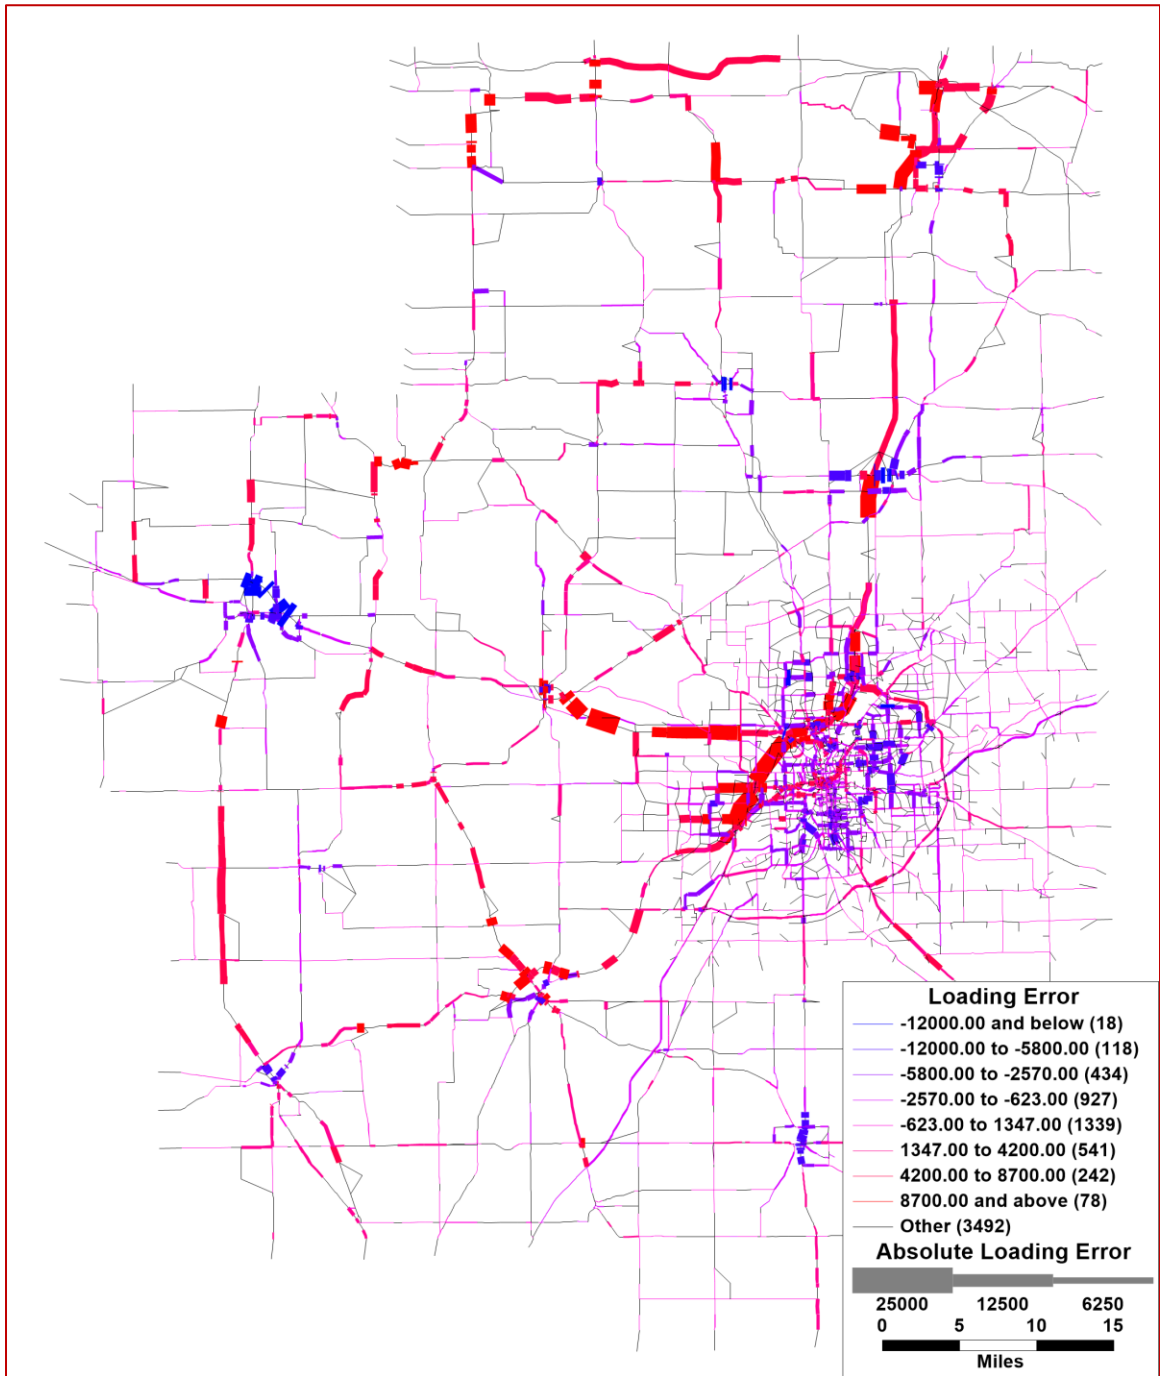 Loading Error
-12000.00 and below (18)
-12000.00 to -5800.00 (118)
-5800.00 to -2570.00 (434)
-2570.00 to -623.00 (927)
-623.00 to 1347.00 (1339)
1347.00 to 4200.00 (541)
4200.00 to 8700.00 (242)
8700.00 and above (78)
Other (3492)
Absolute Loading Error
25000 12500 6250
0 5 10 15
Miles